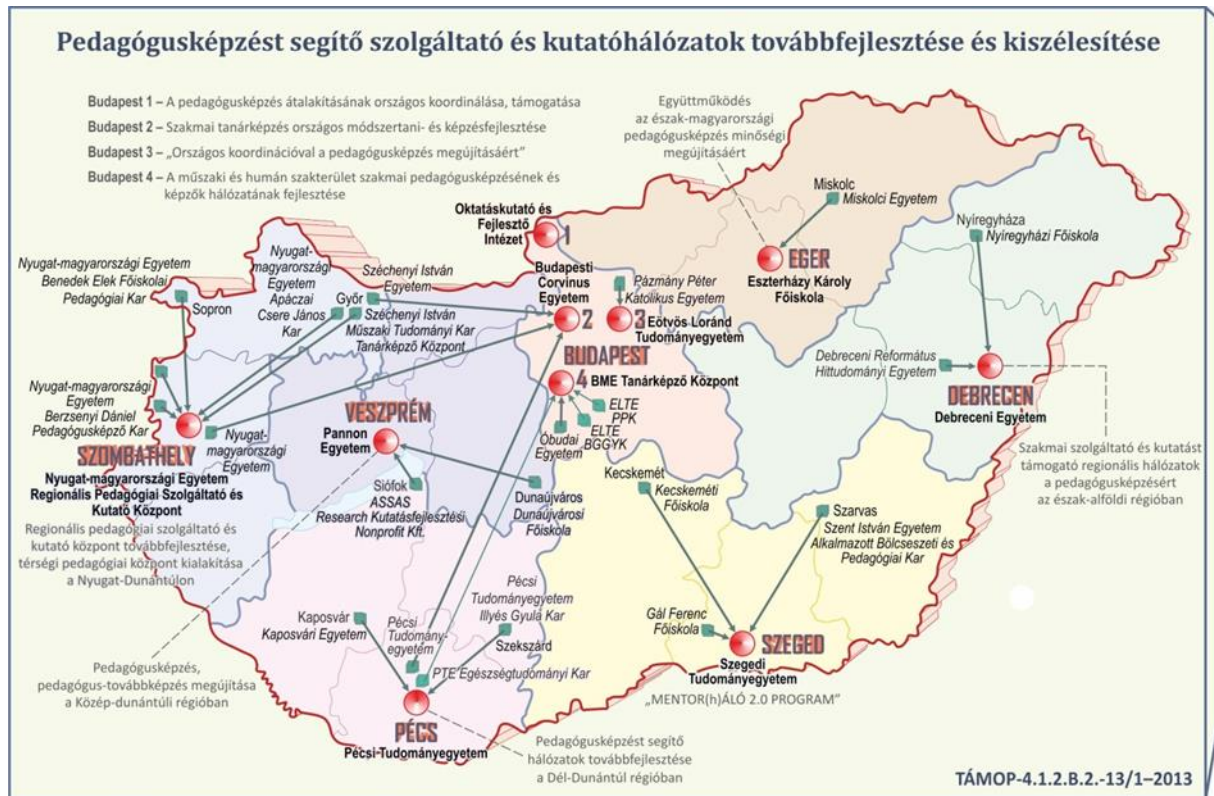 Pedagógusképzést segítő szolgáltató és kutatóhálózatok továbbfejlesztése és kiszélesítése
Budapest 1 – A pedagógusképzés átalakításának országos koordinálása, támogatása
Budapest 2 – Szakmai tanárképzés országos módszertani- és képzésfejlesztése
Budapest 3 – „Országos koordinációval a pedagógusképzés megújításáért”
Budapest 4 – A műszaki és humán szakterület szakmai pedagógusképzésének és
képzők hálózatának fejlesztése
Együttműködés
az észak-magyarországi
pedagógusképzés minőségi
megújításáért
Miskolc
Miskolci Egyetem
Nyíregyháza
Nyíregyházi Főiskola
Oktatáskutató és
Fejlesztő
Intézet
1
EGER
Eszterházy Károly
Főiskola
Nyugat-magyarországi Egyetem
Benedek Elek Főiskolai
Pedagógiai Kar
Sopron
Nyugat-
magyarországi
Egyetem
Apáczai
Csere János
Kar
Széchenyi István
Egyetem
Győr
Széchenyi István
Műszaki Tudományi Kar
Tanárképző Központ
Budapesti
Corvinus
Egyetem
2
Pázmány Péter
Katolikus Egyetem
3
Eötvös Loránd
Tudományegyetem
BUDAPEST
4
BME Tanárképző Központ
ELTE
PPK
ELTE
BGGYK
Óbudai
Egyetem
Debreceni Református
Hittudományi Egyetem
DEBRECEN
Debreceni Egyetem
Szakmai szolgáltató és kutatást
támogató regionális hálózatok
a pedagógusképzésért
az észak-alföldi régióban
Nyugat-magyarországi
Egyetem
Berzsenyi Dániel
Pedagógusképző Kar
Nyugat-
magyarországi
Egyetem
SZOMBATHELY
Nyugat-magyarországi Egyetem
Regionális Pedagógiai Szolgáltató és
Kutató Központ
Regionális pedagógiai szolgáltató és
kutató központ továbbfejlesztése,
térségi pedagógiai központ kialakítása
a Nyugat-Dunántúlon
VESZPRÉM
Pannon
Egyetem
Siófok
ASSAS
Research Kutatásfejlesztési
Nonprofit Kft.
Dunaújváros
Dunaújvárosi
Főiskola
Kecskemét
Kecskeméti
Főiskola
Szarvas
Szent István Egyetem
Alkalmazott Bölcsészeti és
Pedagógiai Kar
Gál Ferenc
Főiskola
SZEGED
Szegedi
Tudományegyetem
„MENTOR(h)ÁLÓ 2.0 PROGRAM”
Kaposvár
Kaposvári Egyetem
Pécsi
Tudomány-
egyetem
Pécsi
Tudományegyetem
Illyés Gyula Kar
Szekszárd
PTE Egészségtudományi Kar
PÉCS
Pécsi Tudományegyetem
Pedagógusképzés,
pedagógus-továbbképzés megújítása
a Közép-dunántúli régióban
Pedagógusképzést segítő
hálózatok továbbfejlesztése
a Dél-Dunántúl régióban
TÁMOP-4.1.2.B.2.-13/1–2013